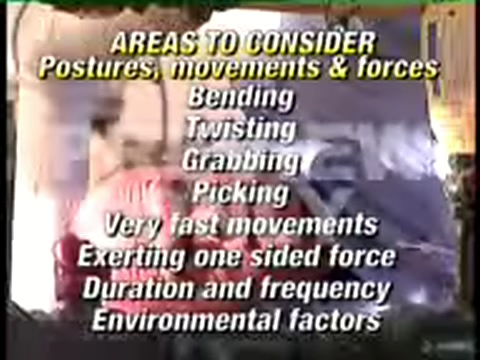 AREAS TO CONSIDER
Postures, movements & forces
Bending
Twisting
Grabbing
Picking
Very fast movements
Exerting one sided force
Duration and frequency
Environmental factors